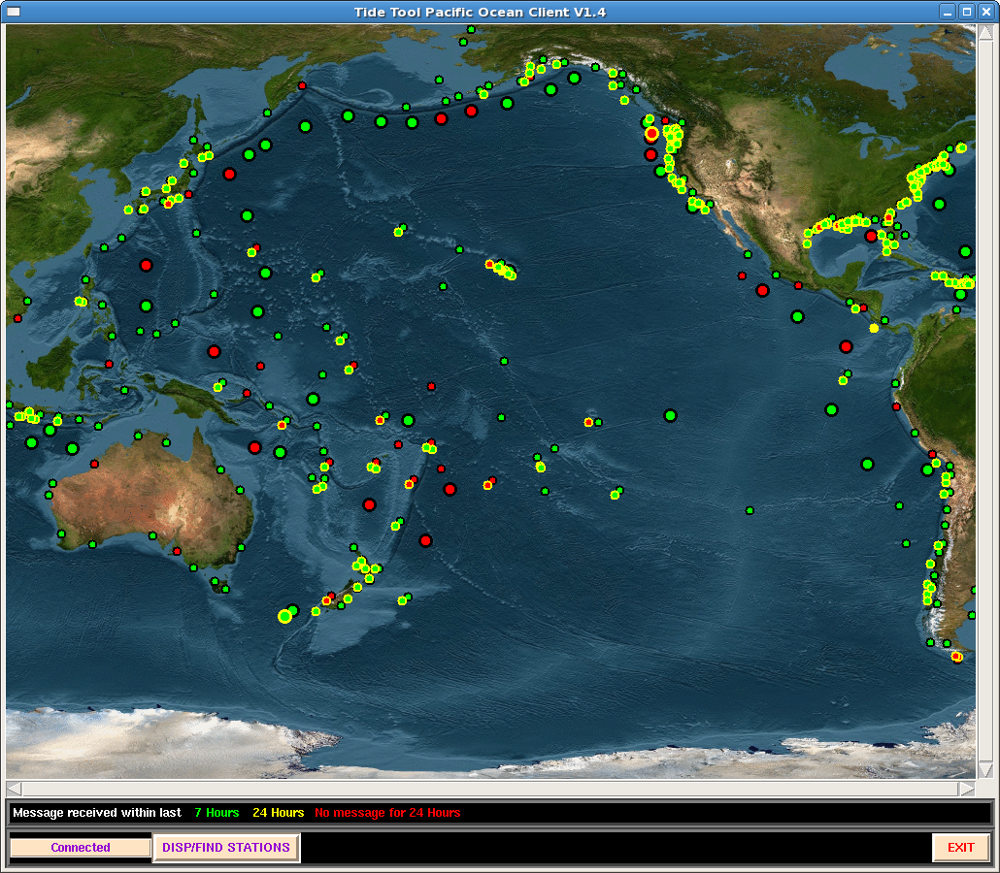 Tide Tool Pacific Ocean Client V1.4
Message received within last 7 Hours 24 Hours No message for 24 Hours
Connected DISP/FIND STATIONS EXIT